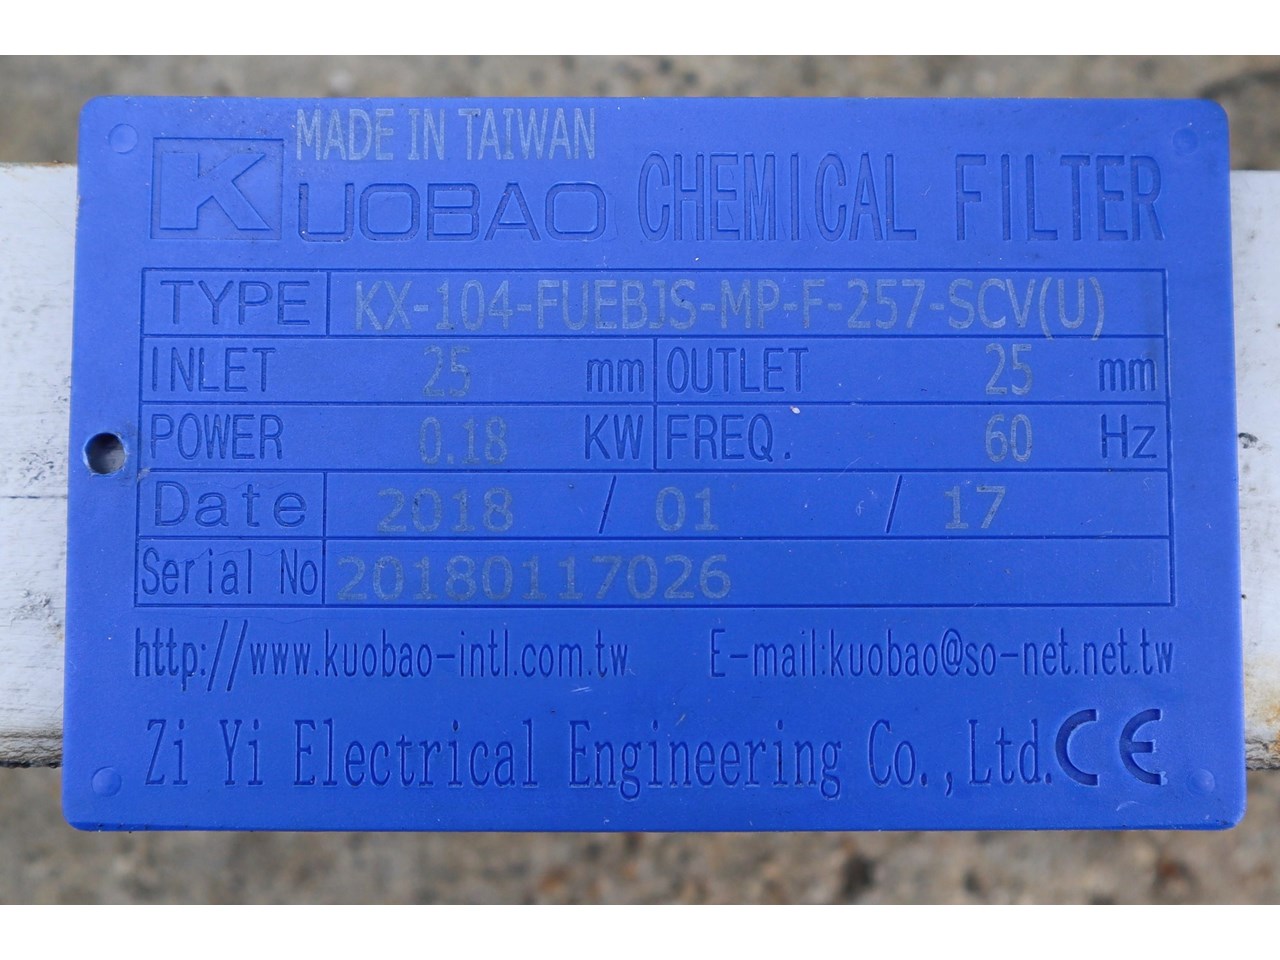 MADE IN TAIWAN
KUOBAO CHEMICAL FILTER
TYPE KX-104-FUEBJS-MP-F-257-SCV(U)
INLET 25 mm OUTLET 25 mm
POWER 0.18 KW FREQ. 60 Hz
Date 2018 / 01 / 17
Serial No 20180117026
http://www.kuobao-intl.com.tw E-mail:kuobao@so-net.net.tw
Zi Yi Electrical Engineering Co.,Ltd. CE